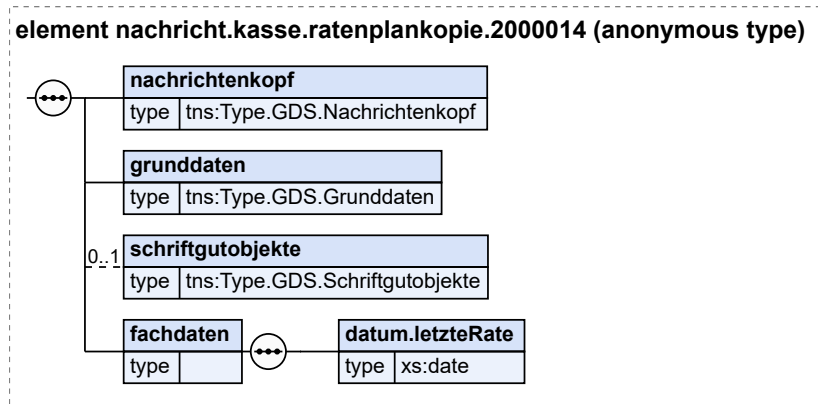 element nachricht.kasse.ratenplankopie.2000014 (anonymous type)
nachrichtenkopf
type tns:Type.GDS.Nachrichtenkopf
grunddaten
type tns:Type.GDS.Grunddaten
0..1
schriftgutobjekte
type tns:Type.GDS.Schriftgutobjekte
fachdaten
type
datum.letzteRate
type xs:date